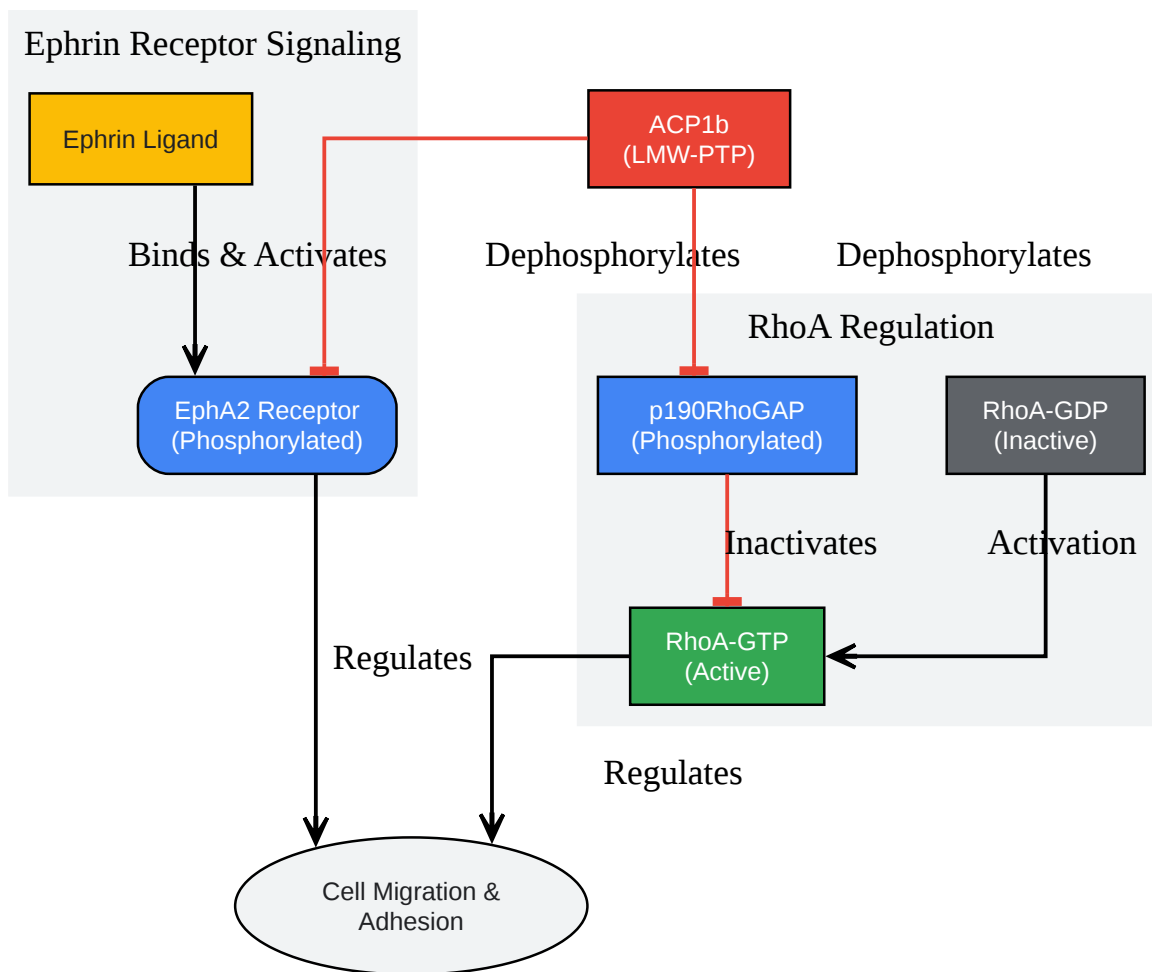 Ephrin Receptor Signaling
Ephrin Ligand
ACP1b
(LMW-PTP)
Binds & Activates
Dephosphorylates
Dephosphorylates
RhoA Regulation
EphA2 Receptor
(Phosphorylated)
p190RhoGAP
(Phosphorylated)
RhoA-GDP
(Inactive)
Inactivates
Activation
RhoA-GTP
(Active)
Regulates
Regulates
Cell Migration &
Adhesion